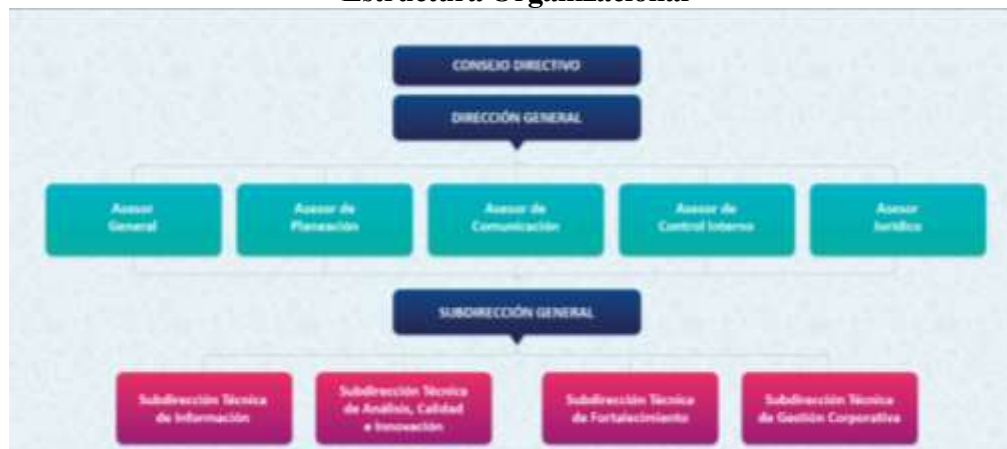 Estructura Organizacional
CONSEJO DIRECTIVO
DIRECCIÓN GENERAL
Asesor
General
Asesor de
Planeación
Asesor de
Comunicación
Asesor de
Control Interno
Asesor
Jurídico
SUBDIRECCIÓN GENERAL
Subdirección Técnica
de Información
Subdirección Técnica
de Análisis, Calidad
e Innovación
Subdirección Técnica
de Fortalecimiento
Subdirección Técnica
de Gestión Corporativa